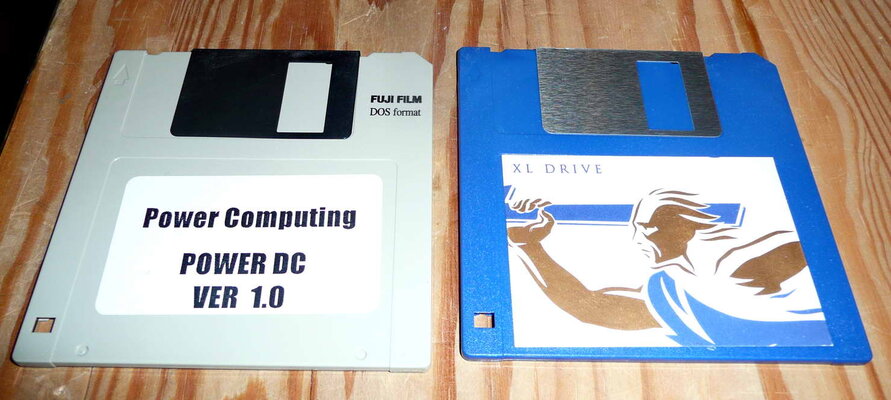 FUJI FILM
DOS format
Power Computing
POWER DC
VER 1.0
XL DRIVE